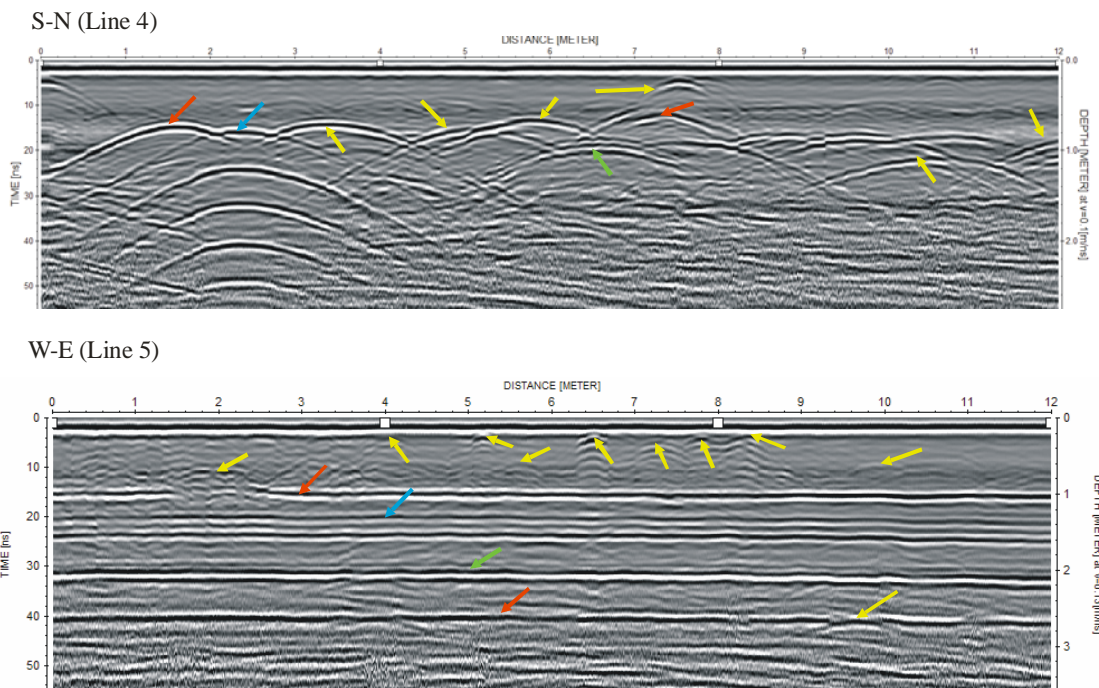 S-N (Line 4)
DISTANCE [METER]
0 1 2 3 4 5 6 7 8 9 10 11 12
0
10
20
30
40
50
TIME [ns]
0.0
1.0
2.0
DEPTH [METER] at v=0.1[m/ns]
W-E (Line 5)
DISTANCE [METER]
0 1 2 3 4 5 6 7 8 9 10 11 12
0
10
20
30
40
50
TIME [ns]
0
1
2
3
DEPTH [METER] at